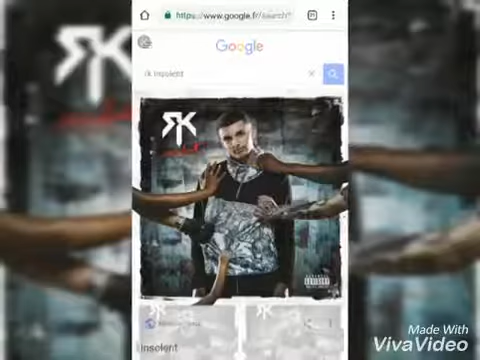 https://www.google.fr/search?
Google
rk insolent
RK
insolent
Made With
VivaVideo